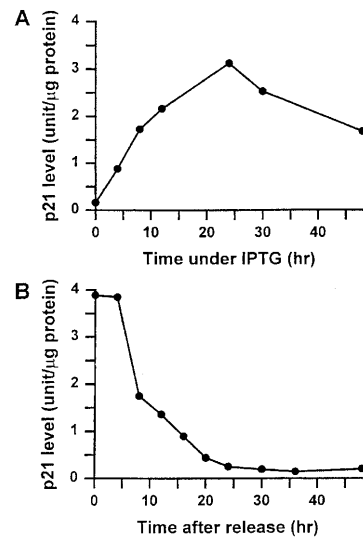 A
p21 level (unit/µg protein)
4
3
2
1
0
0 10 20 30 40
Time under IPTG (hr)
B
p21 level (unit/µg protein)
4
3
2
1
0
0 10 20 30 40
Time after release (hr)